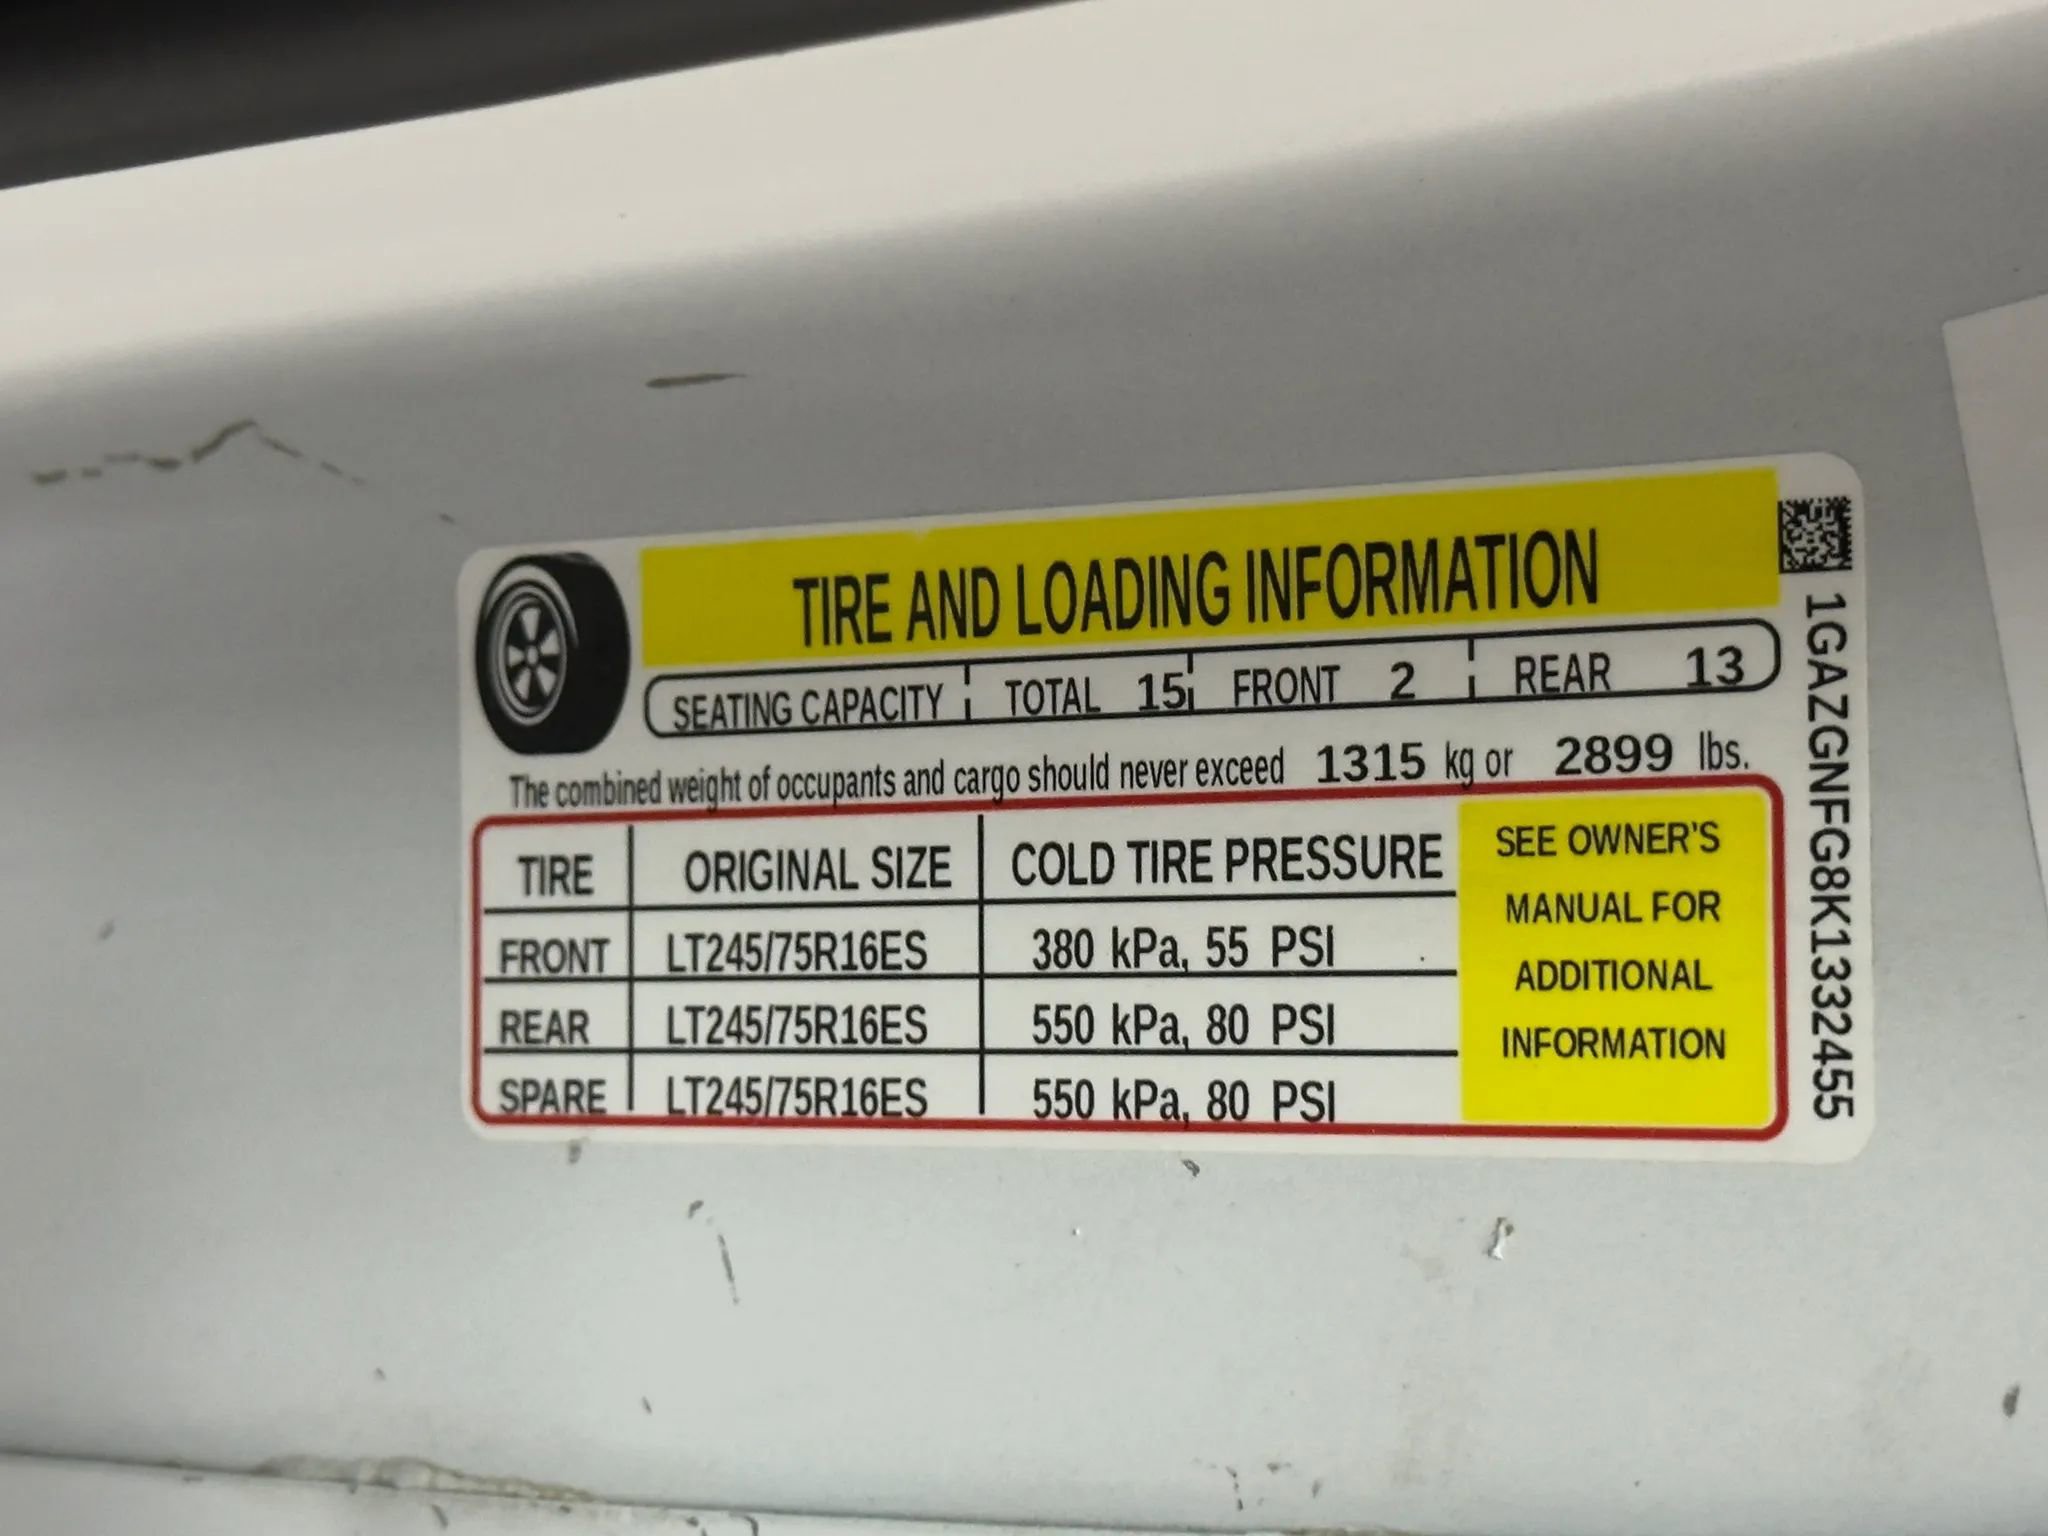 TIRE AND LOADING INFORMATION
SEATING CAPACITY TOTAL 15 FRONT 2 REAR 13
The combined weight of occupants and cargo should never exceed 1315 kg or 2899 lbs.
TIRE ORIGINAL SIZE COLD TIRE PRESSURE
FRONT LT245/75R16ES 380 kPa, 55 PSI
REAR LT245/75R16ES 550 kPa, 80 PSI
SPARE LT245/75R16ES 550 kPa, 80 PSI
SEE OWNER'S
MANUAL FOR
ADDITIONAL
INFORMATION
1GAZGNFG8K1332455